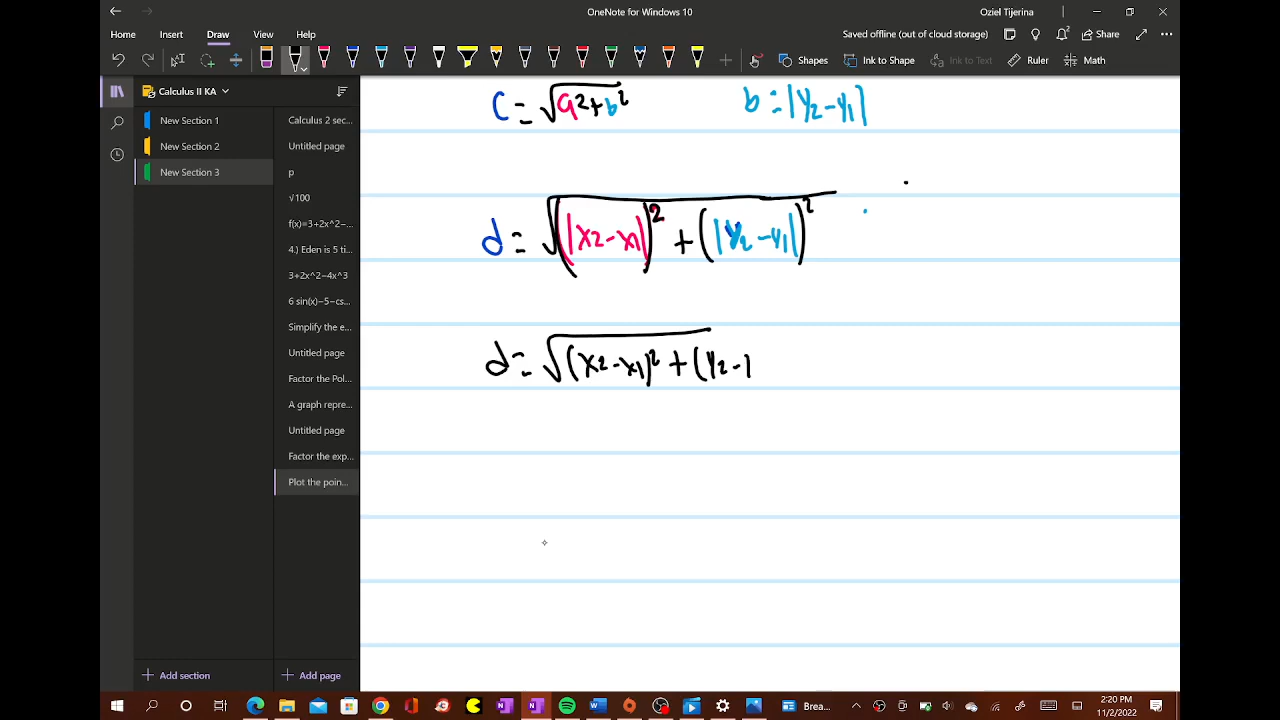 OneNote for Windows 10
Oziel Tijerina
Home Insert Draw View Help
Saved offline (out of cloud storage)
Share
Shapes
Ink to Shape
Ink to Text
Ruler
Math
Calculus II KA
New Section 1
New Section 2
New Section 3
Calculus 2 sec...
Untitled page
p
√100
f(x)=3+2x^2−...
4.) Eden is 5 ti...
3+2x^2−4x^3
6 sin(x)−5−cs...
Simplify the e...
Untitled page
Factor the Pol...
A graph repre...
Untitled page
Factor the exp...
Plot the poin...
Add section
Add page
c = √a²+b² b = |y₂−y₁|
d = √(|x2−x1|)² + (|y₂−y₁|)²
d = √(x2−x1)² + (y2−1
Brea...
2:20 PM
11/2/2022